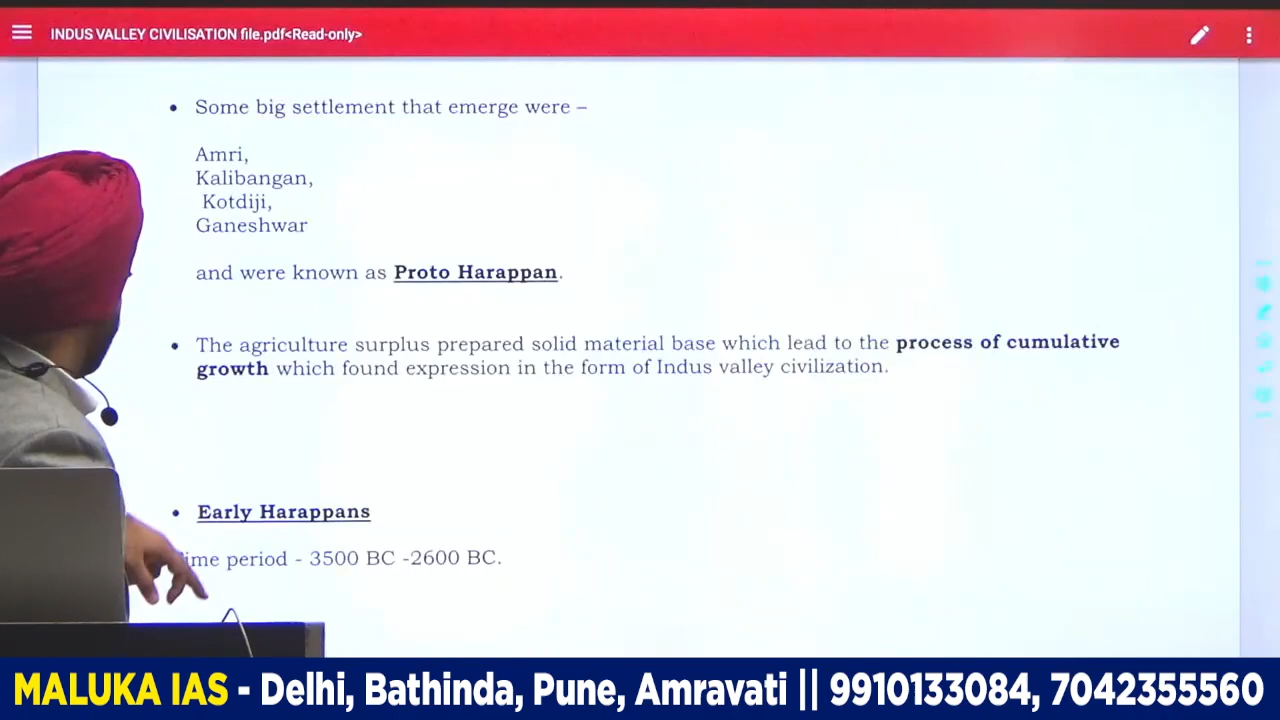 INDUS VALLEY CIVILISATION file.pdf<Read-only>
• Some big settlement that emerge were –
Amri,
Kalibangan,
Kotdiji,
Ganeshwar
and were known as Proto Harappan.
• The agriculture surplus prepared solid material base which lead to the process of cumulative
growth which found expression in the form of Indus valley civilization.
• Early Harappans
period - 3500 BC -2600 BC.
MALUKA IAS - Delhi, Bathinda, Pune, Amravati || 9910133084, 7042355560